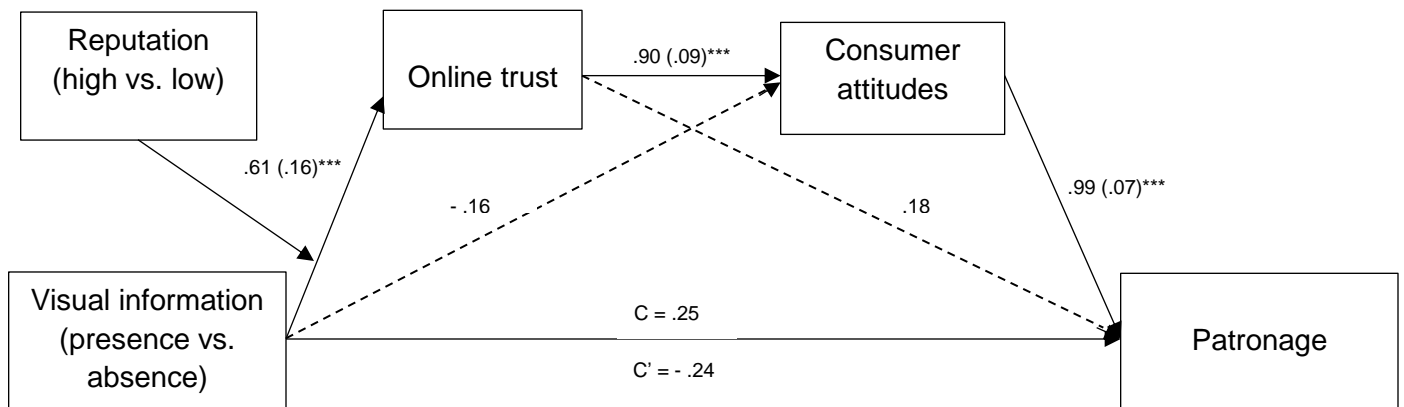 Reputation
(high vs. low)
Online trust
.90 (.09)***
Consumer
attitudes
.61 (.16)***
- .16
.18
.99 (.07)***
Visual information
(presence vs.
absence)
C = .25
C’ = - .24
Patronage